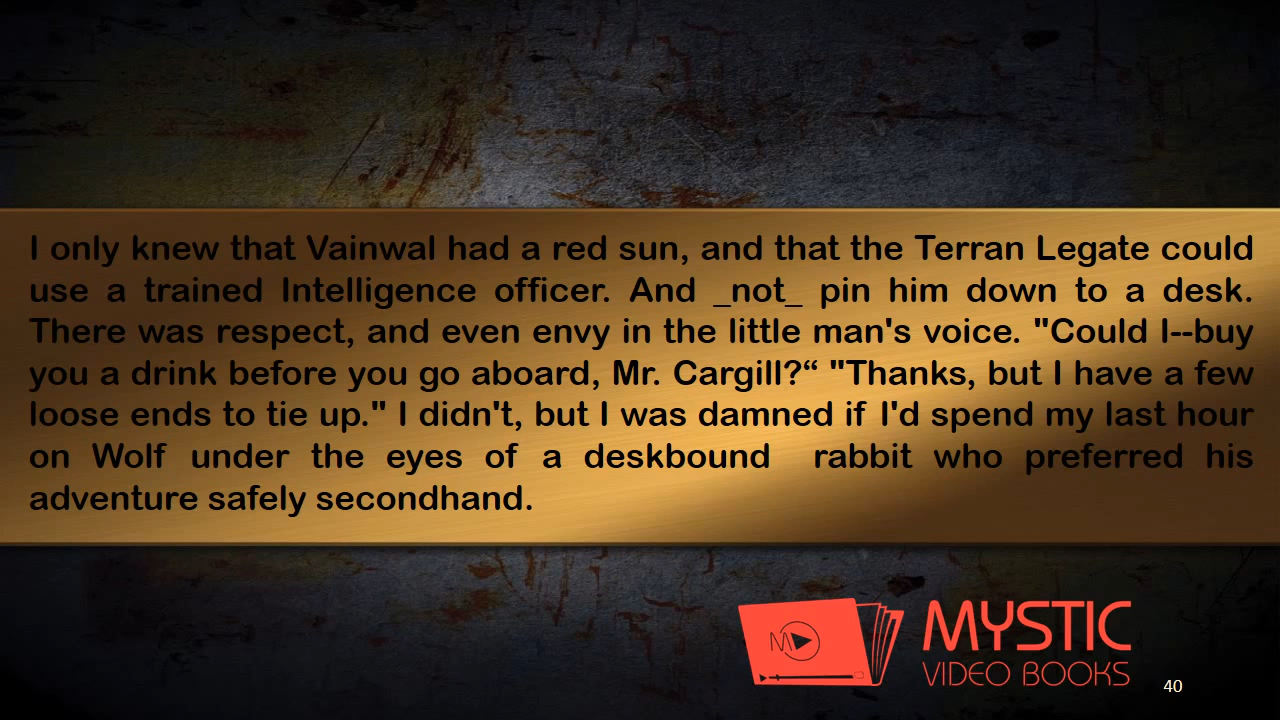 I only knew that Vainwal had a red sun, and that the Terran Legate could
use a trained Intelligence officer. And _not_ pin him down to a desk.
There was respect, and even envy in the little man's voice. "Could I--buy
you a drink before you go aboard, Mr. Cargill?“ "Thanks, but I have a few
loose ends to tie up." I didn't, but I was damned if I'd spend my last hour
on Wolf under the eyes of a deskbound  rabbit who preferred his
adventure safely secondhand.
MYSTIC
VIDEO BOOKS
40